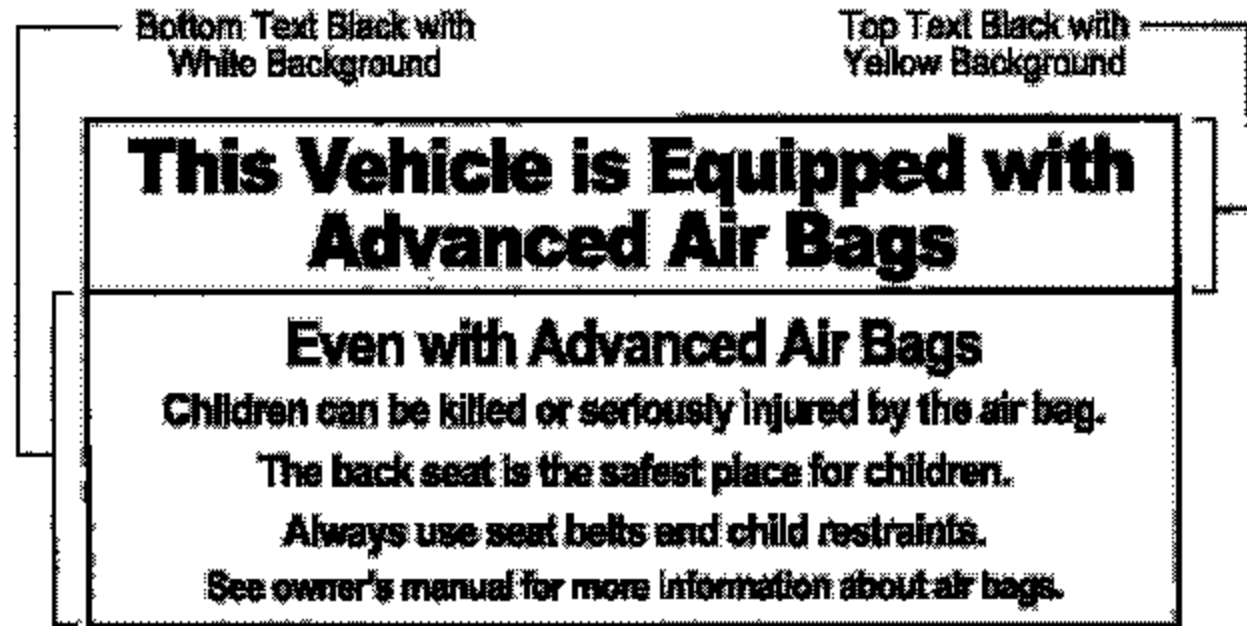 Bottom Text Black with
White Background
Top Text Black with
Yellow Background
This Vehicle is Equipped with
Advanced Air Bags
Even with Advanced Air Bags
Children can be killed or seriously injured by the air bag.
The back seat is the safest place for children.
Always use seat belts and child restraints.
See owner's manual for more information about air bags.